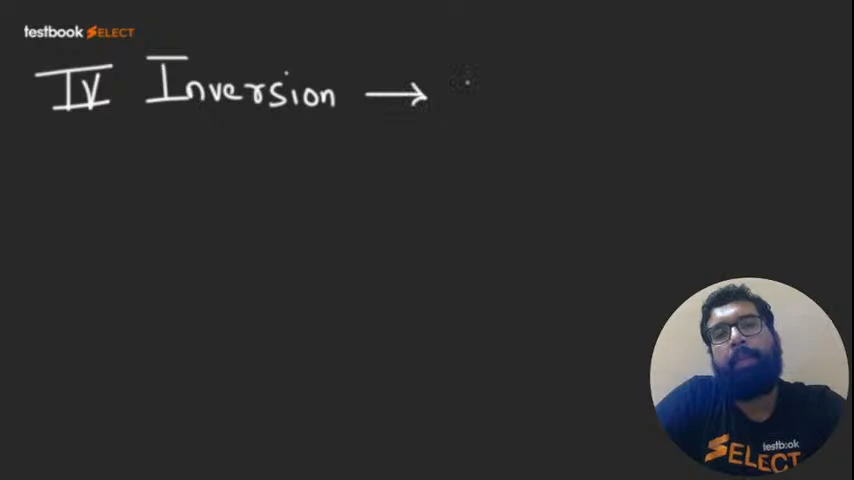 testbook SELECT
IV Inversion →
testbook
SELECT